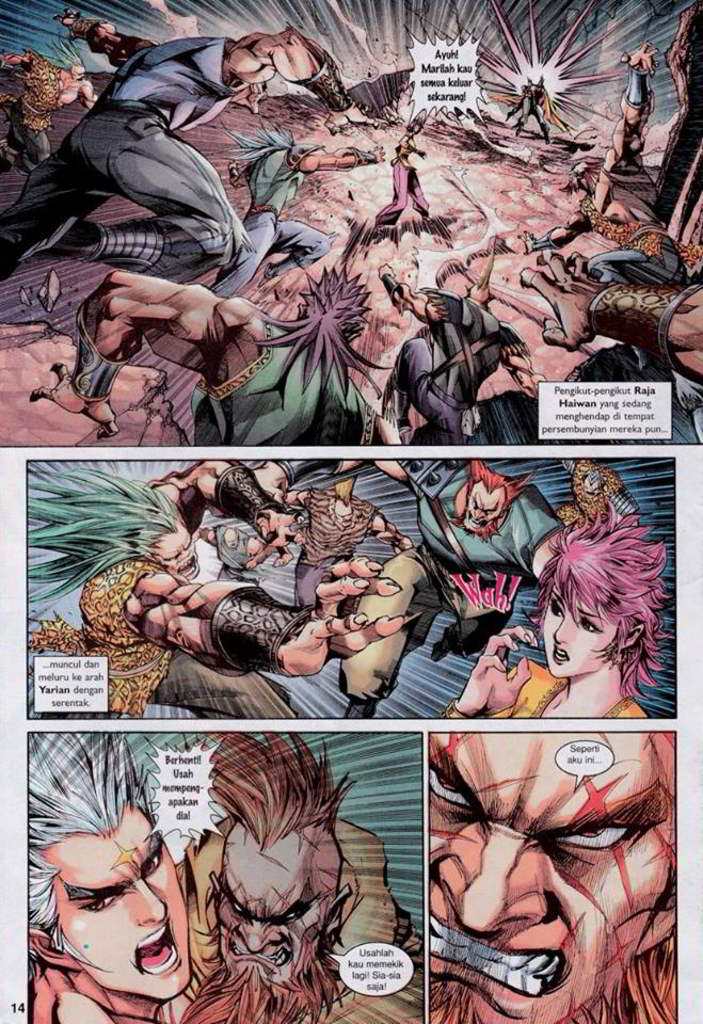 Ayuh!
Marilah kau
semua keluar
sekarang!
Pengikut-pengikut Raja
Haiwan yang sedang
menghendap di tempat
persembunyian mereka pun...
Wah!
...muncul dan
meluru ke arah
Yarian dengan
serentak.
Berhenti!
Usah
mempeng-
apakan
dia!
Usahlah
kau memekik
lagi! Sia-sia
saja!
Seperti
aku ini...
14